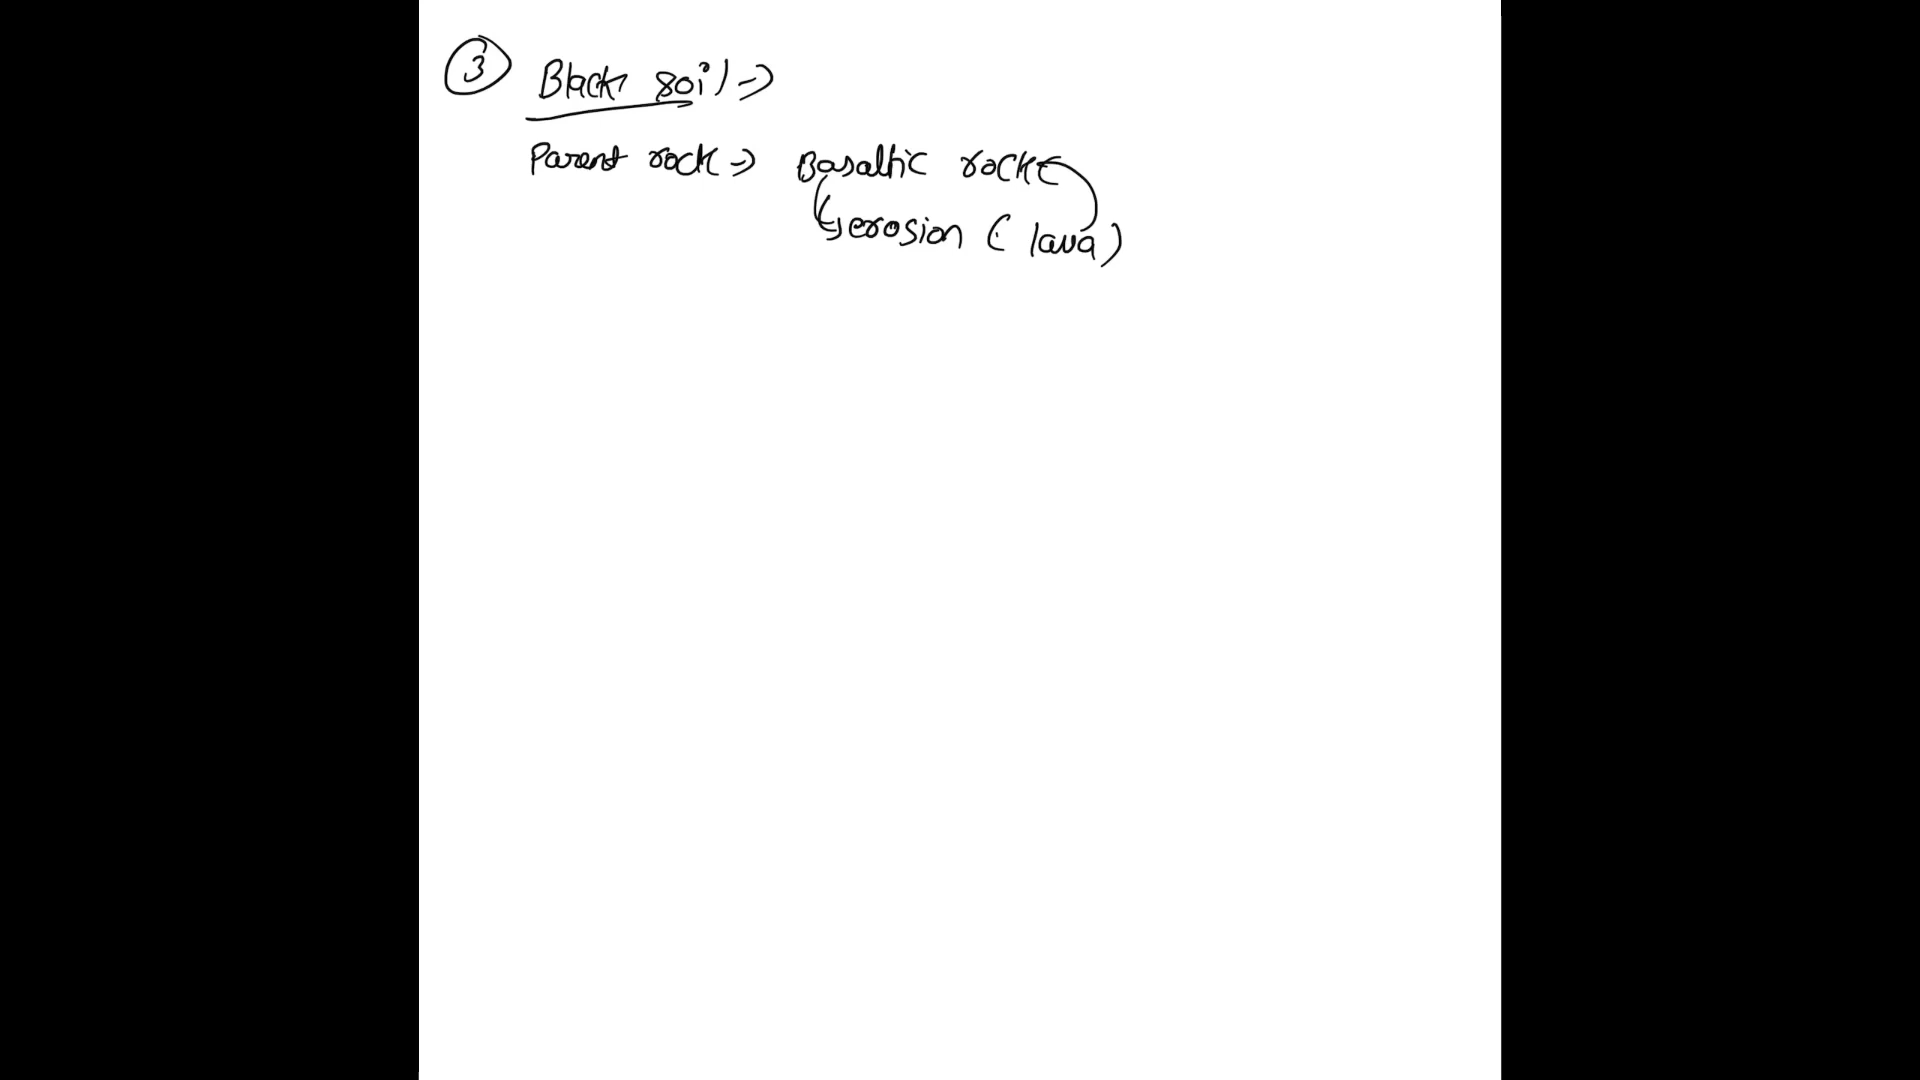 ③ Black soil =>
Parent rock => Basaltic rock
erosion (lava)